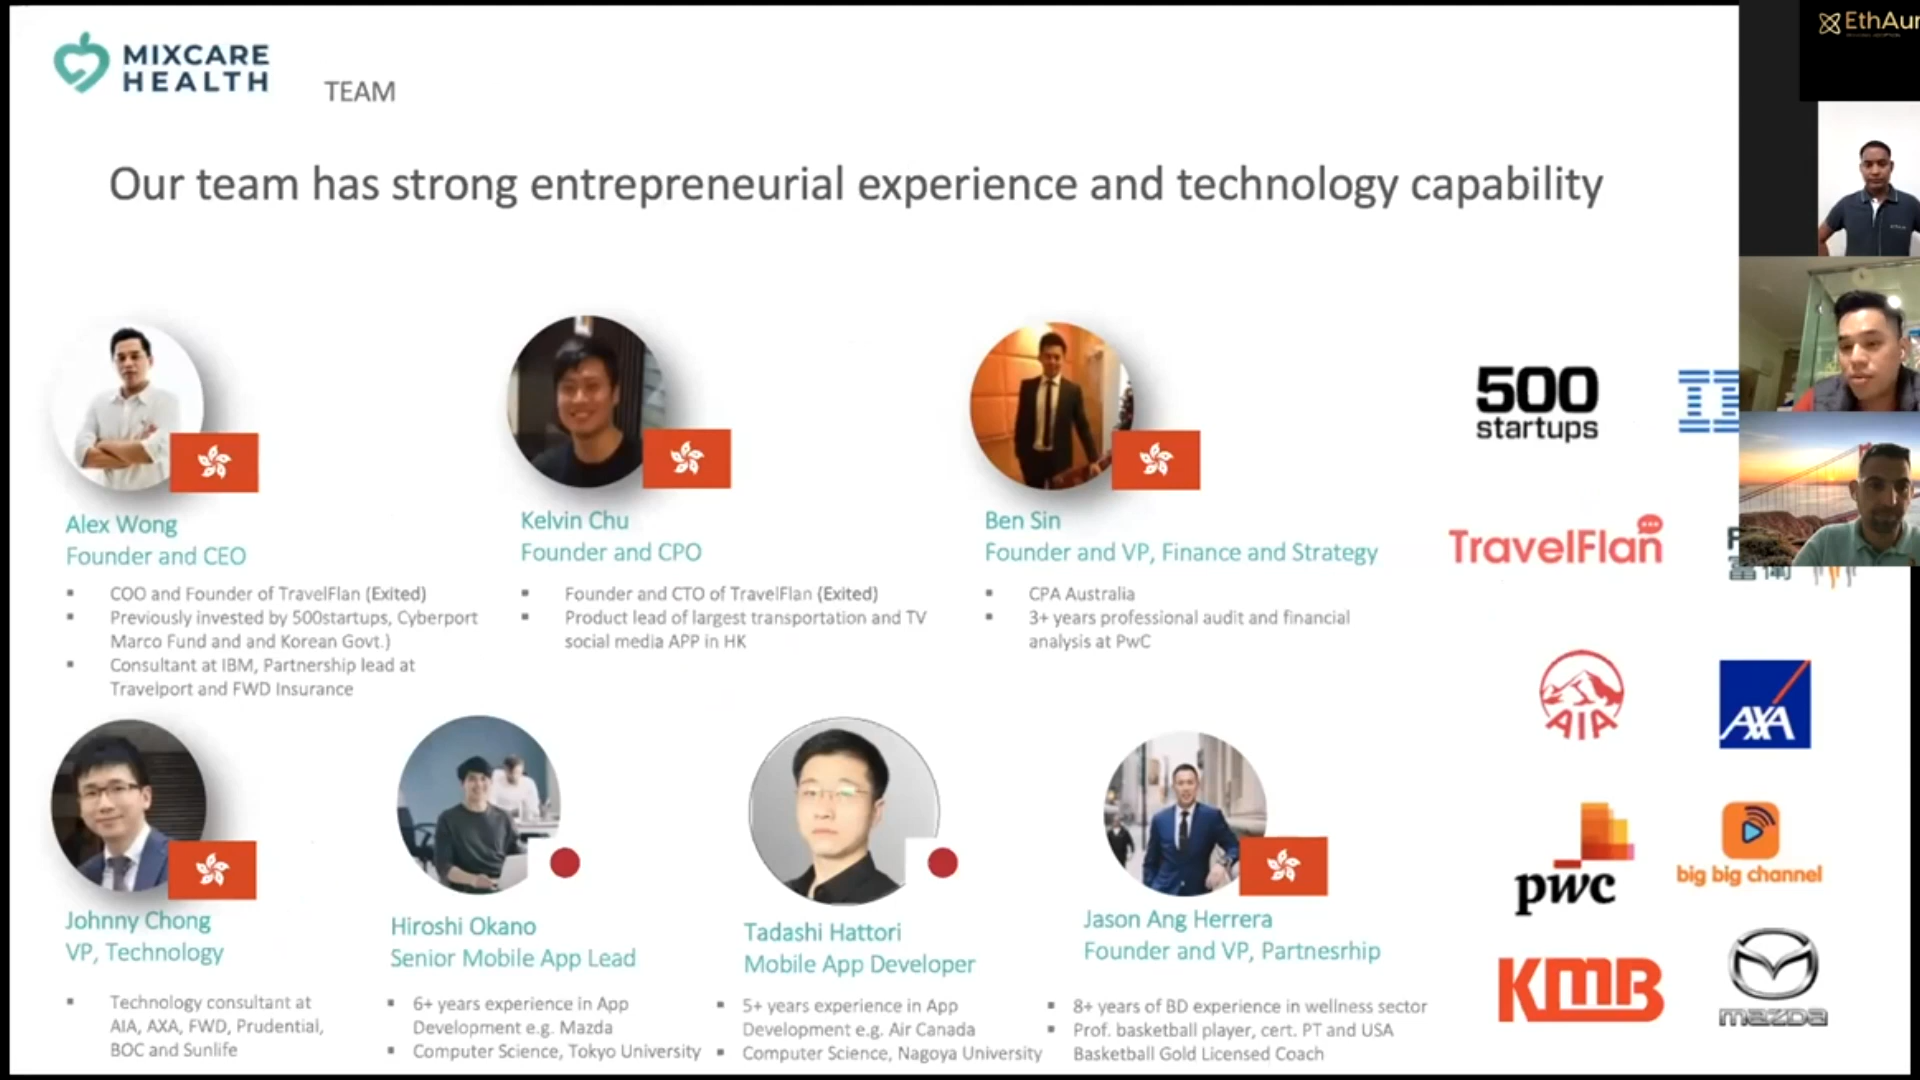 MIXCARE
HEALTH
TEAM
EthAur
Our team has strong entrepreneurial experience and technology capability
Alex Wong
Founder and CEO
▪ COO and Founder of TravelFlan (Exited)
▪ Previously invested by 500startups, Cyberport
Marco Fund and and Korean Govt.)
▪ Consultant at IBM, Partnership lead at
Travelport and FWD Insurance
Kelvin Chu
Founder and CPO
▪ Founder and CTO of TravelFlan (Exited)
▪ Product lead of largest transportation and TV
social media APP in HK
Ben Sin
Founder and VP, Finance and Strategy
▪ CPA Australia
▪ 3+ years professional audit and financial
analysis at PwC
500
startups
TravelFlan
AIA
AXA
pwc
big big channel
KMB
mazda
Johnny Chong
VP, Technology
▪ Technology consultant at
AIA, AXA, FWD, Prudential,
BOC and Sunlife
Hiroshi Okano
Senior Mobile App Lead
▪ 6+ years experience in App
Development e.g. Mazda
▪ Computer Science, Tokyo University
Tadashi Hattori
Mobile App Developer
▪ 5+ years experience in App
Development e.g. Air Canada
▪ Computer Science, Nagoya University
Jason Ang Herrera
Founder and VP, Partnesrhip
▪ 8+ years of BD experience in wellness sector
▪ Prof. basketball player, cert. PT and USA
Basketball Gold Licensed Coach